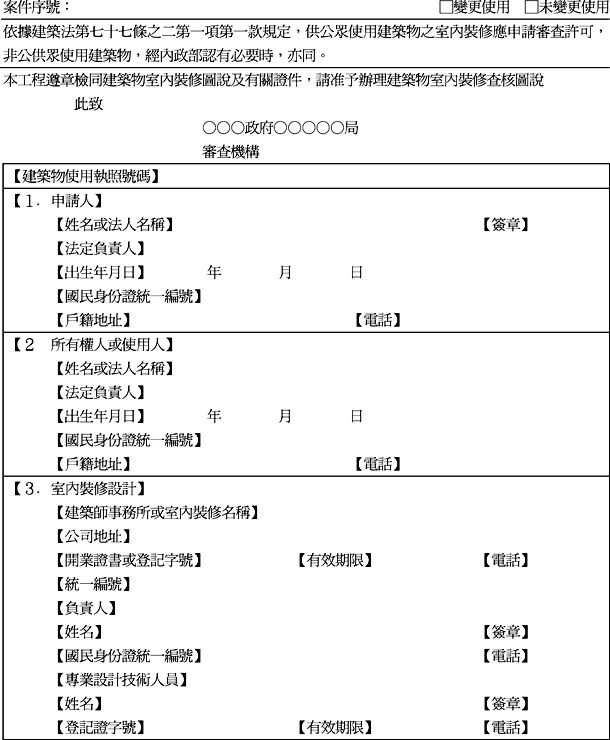 案件序號： □變更使用 □未變更使用
依據建築法第七十七條之二第一項第一款規定，供公眾使用建築物之室內裝修應申請審查許可，
非公供眾使用建築物，經內政部認有必要時，亦同。
本工程遵章檢同建築物室內裝修圖說及有關證件，請准予辦理建築物室內裝修查核圖說
此致
○○○政府○○○○○局
審查機構
【建築物使用執照號碼】
【1．申請人】
【姓名或法人名稱】 【簽章】
【法定負責人】
【出生年月日】 年 月 日
【國民身份證統一編號】
【戶籍地址】 【電話】
【2 所有權人或使用人】
【姓名或法人名稱】
【法定負責人】
【出生年月日】 年 月 日
【國民身份證統一編號】
【戶籍地址】 【電話】
【3．室內裝修設計】
【建築師事務所或室內裝修名稱】
【公司地址】
【開業證書或登記字號】 【有效期限】 【電話】
【統一編號】
【負責人】
【姓名】 【簽章】
【國民身份證統一編號】 【電話】
【專業設計技術人員】
【姓名】 【簽章】
【登記證字號】 【有效期限】 【電話】